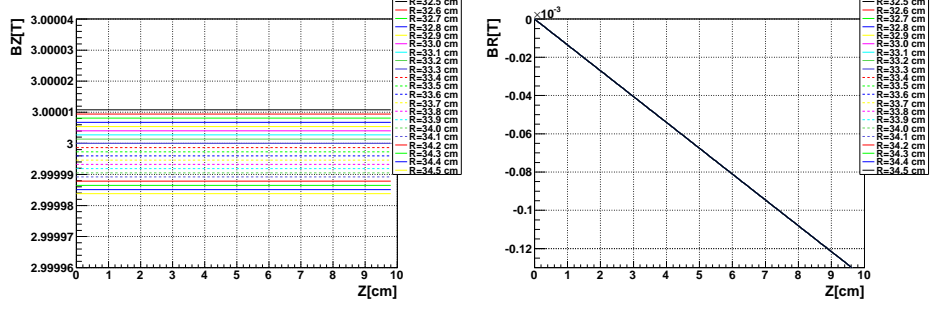 BZ[T]
3.00004
3.00003
3.00002
3.00001
3
2.99999
2.99998
2.99997
2.99996
0 1 2 3 4 5 6 7 8 9 10
Z[cm]
R=32.5 cm
R=32.6 cm
R=32.7 cm
R=32.8 cm
R=32.9 cm
R=33.0 cm
R=33.1 cm
R=33.2 cm
R=33.3 cm
R=33.4 cm
R=33.5 cm
R=33.6 cm
R=33.7 cm
R=33.8 cm
R=33.9 cm
R=34.0 cm
R=34.1 cm
R=34.2 cm
R=34.3 cm
R=34.4 cm
R=34.5 cm
BR[T]
×10⁻³
0
-0.02
-0.04
-0.06
-0.08
-0.1
-0.12
0 1 2 3 4 5 6 7 8 9 10
Z[cm]
R=32.5 cm
R=32.6 cm
R=32.7 cm
R=32.8 cm
R=32.9 cm
R=33.0 cm
R=33.1 cm
R=33.2 cm
R=33.3 cm
R=33.4 cm
R=33.5 cm
R=33.6 cm
R=33.7 cm
R=33.8 cm
R=33.9 cm
R=34.0 cm
R=34.1 cm
R=34.2 cm
R=34.3 cm
R=34.4 cm
R=34.5 cm